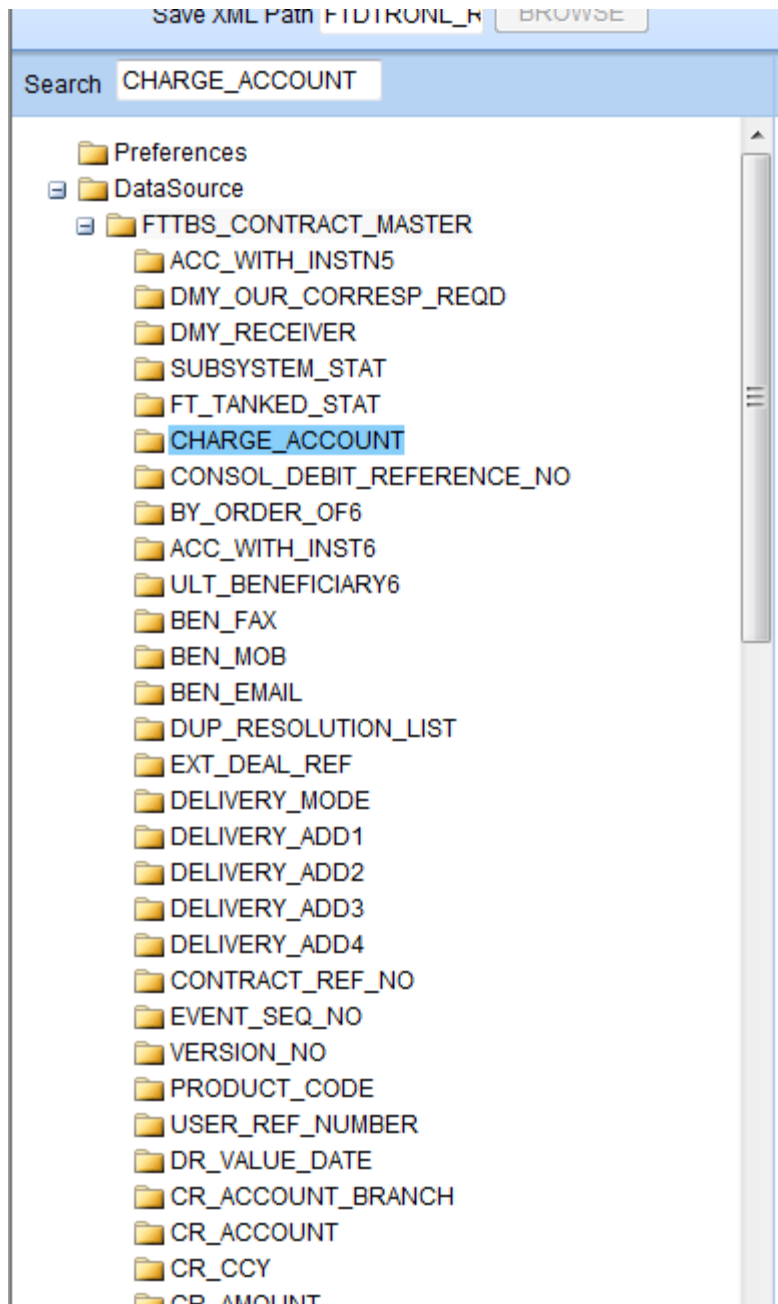 Save XML Path FTDTRONL_R BROWSE
Search CHARGE_ACCOUNT
Preferences
DataSource
FTTBS_CONTRACT_MASTER
ACC_WITH_INSTN5
DMY_OUR_CORRESP_REQD
DMY_RECEIVER
SUBSYSTEM_STAT
FT_TANKED_STAT
CHARGE_ACCOUNT
CONSOL_DEBIT_REFERENCE_NO
BY_ORDER_OF6
ACC_WITH_INST6
ULT_BENEFICIARY6
BEN_FAX
BEN_MOB
BEN_EMAIL
DUP_RESOLUTION_LIST
EXT_DEAL_REF
DELIVERY_MODE
DELIVERY_ADD1
DELIVERY_ADD2
DELIVERY_ADD3
DELIVERY_ADD4
CONTRACT_REF_NO
EVENT_SEQ_NO
VERSION_NO
PRODUCT_CODE
USER_REF_NUMBER
DR_VALUE_DATE
CR_ACCOUNT_BRANCH
CR_ACCOUNT
CR_CCY
CR_AMOUNT